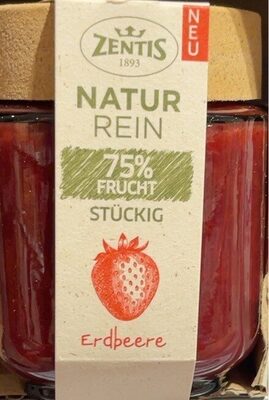 ZENTIS
1893
NEU
NATUR
REIN
75%
FRUCHT
STÜCKIG
Erdbeere